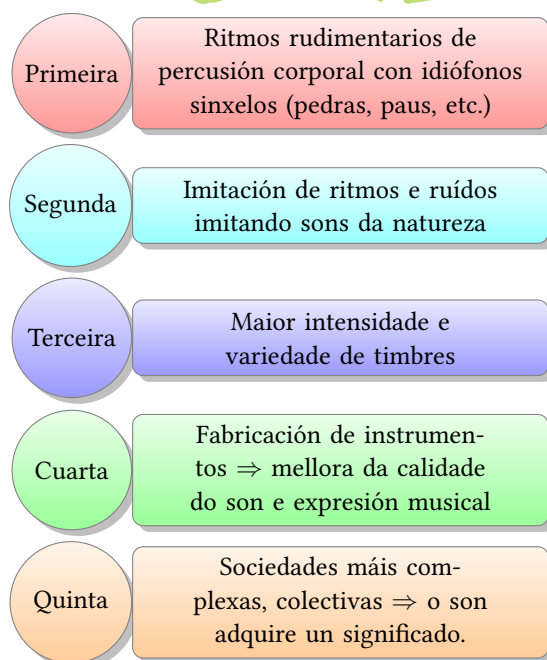 Primeira
Ritmos rudimentarios de
percusión corporal con idiófonos
sinxelos (pedras, paus, etc.)
Segunda
Imitación de ritmos e ruídos
imitando sons da natureza
Terceira
Maior intensidade e
variedade de timbres
Cuarta
Fabricación de instrumen-
tos ⇒ mellora da calidade
do son e expresión musical
Quinta
Sociedades máis com-
plexas, colectivas ⇒ o son
adquire un significado.